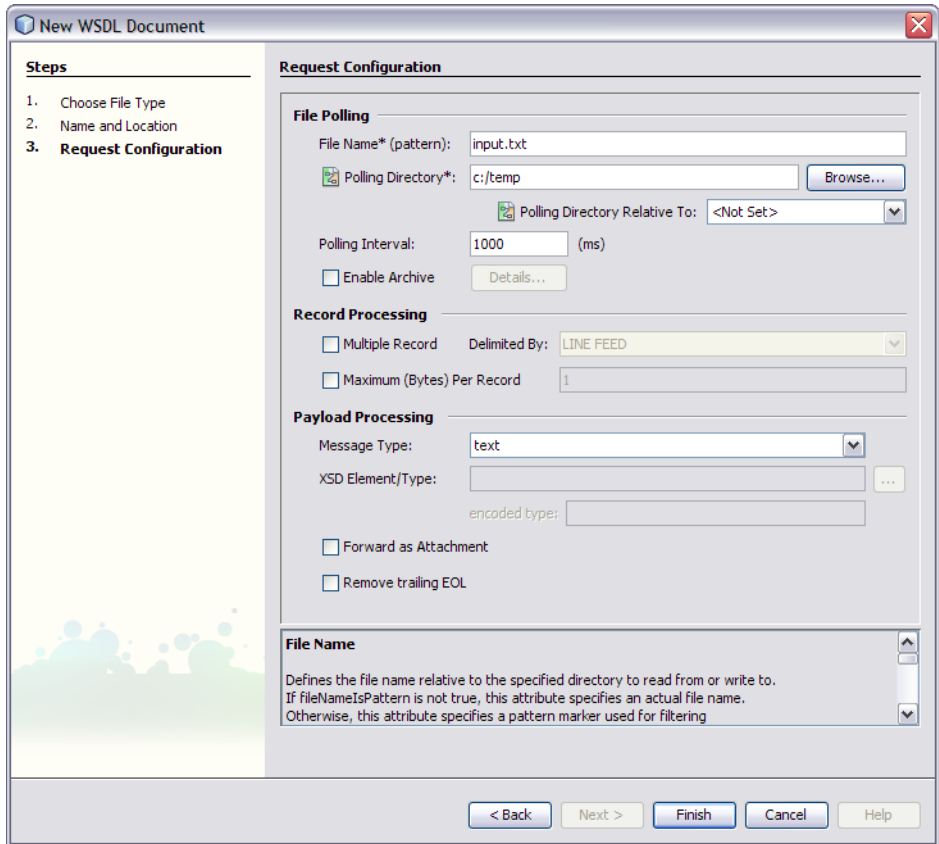 New WSDL Document
Steps
1. Choose File Type
2. Name and Location
3. Request Configuration
Request Configuration
File Polling
File Name* (pattern): input.txt
Polling Directory*: c:/temp Browse...
Polling Directory Relative To: <Not Set>
Polling Interval: 1000 (ms)
Enable Archive Details...
Record Processing
Multiple Record Delimited By: LINE FEED
Maximum (Bytes) Per Record 1
Payload Processing
Message Type: text
XSD Element/Type: ...
encoded type:
Forward as Attachment
Remove trailing EOL
File Name
Defines the file name relative to the specified directory to read from or write to.
If fileNameIsPattern is not true, this attribute specifies an actual file name.
Otherwise, this attribute specifies a pattern marker used for filtering
< Back Next > Finish Cancel Help